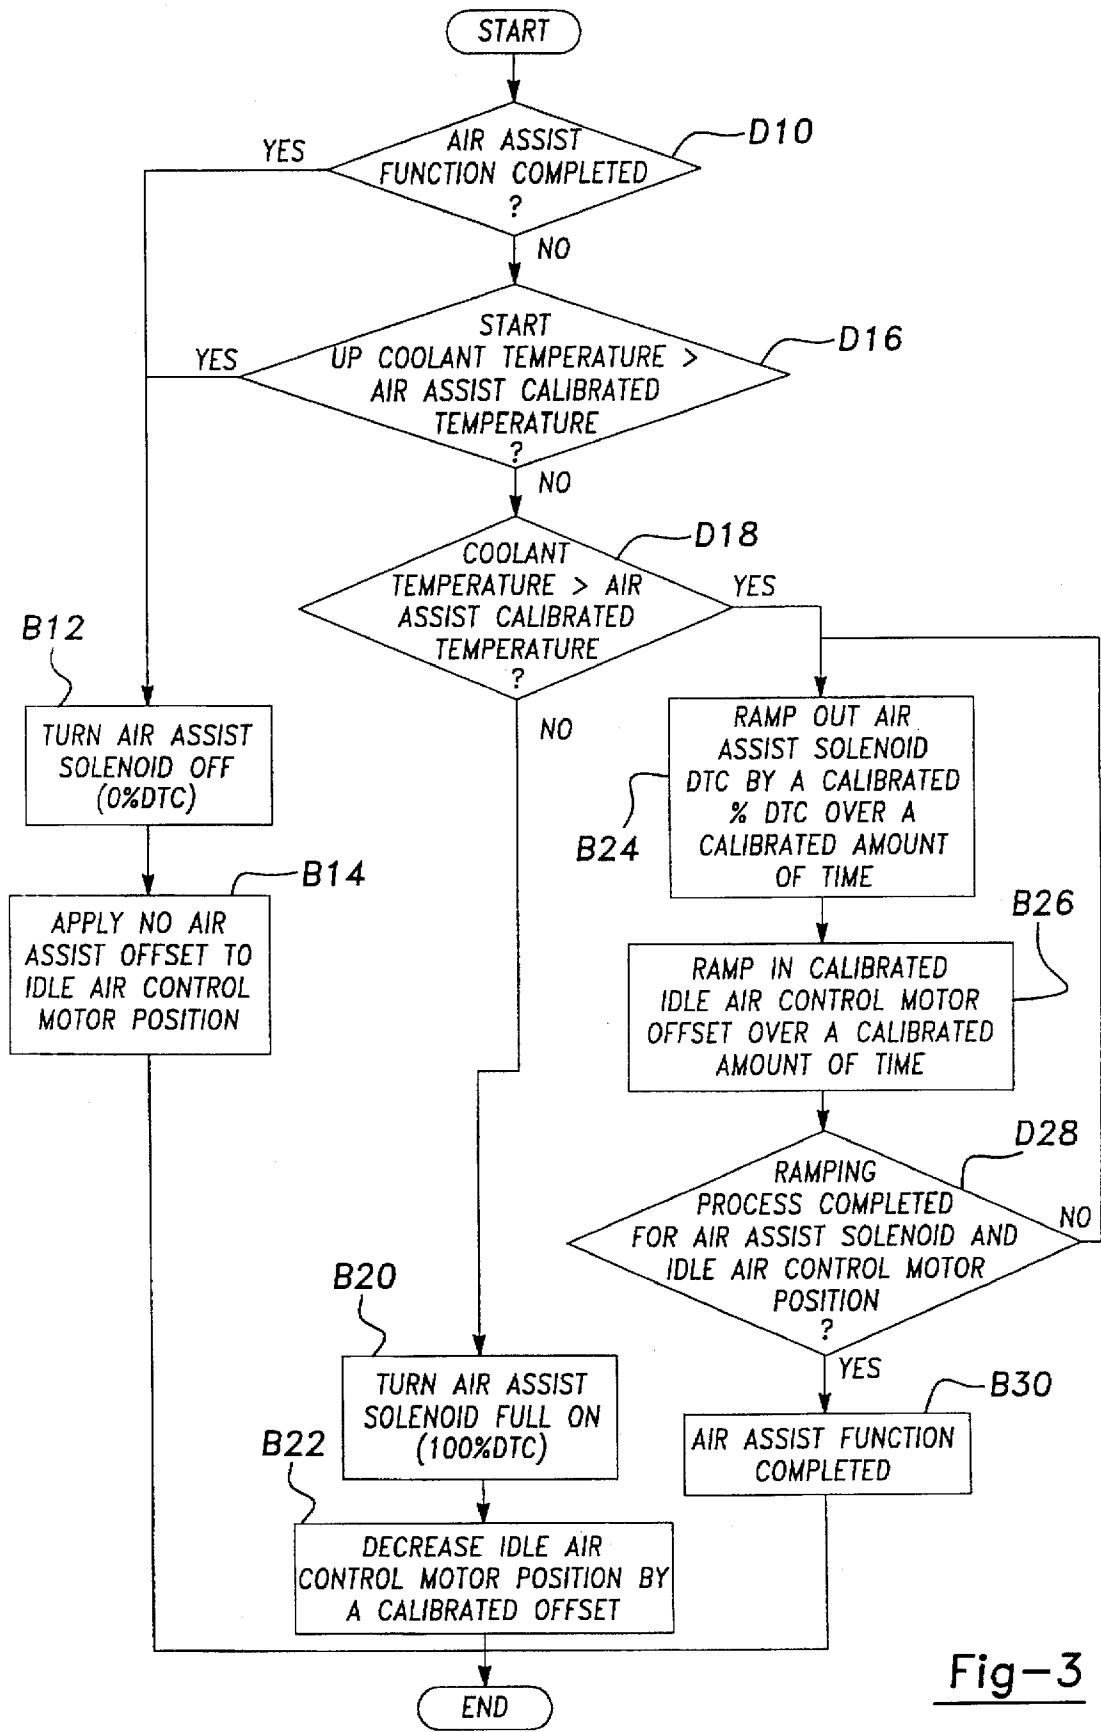 START
AIR ASSIST
FUNCTION COMPLETED
?
D10
YES
NO
START
UP COOLANT TEMPERATURE >
AIR ASSIST CALIBRATED
TEMPERATURE
?
D16
YES
NO
COOLANT
TEMPERATURE > AIR
ASSIST CALIBRATED
TEMPERATURE
?
D18
YES
NO
B12
TURN AIR ASSIST
SOLENOID OFF
(0%DTC)
B14
APPLY NO AIR
ASSIST OFFSET TO
IDLE AIR CONTROL
MOTOR POSITION
RAMP OUT AIR
ASSIST SOLENOID
DTC BY A CALIBRATED
% DTC OVER A
CALIBRATED AMOUNT
OF TIME
B24
B26
RAMP IN CALIBRATED
IDLE AIR CONTROL MOTOR
OFFSET OVER A CALIBRATED
AMOUNT OF TIME
D28
RAMPING
PROCESS COMPLETED
FOR AIR ASSIST SOLENOID AND
IDLE AIR CONTROL MOTOR
POSITION
?
NO
YES
B20
TURN AIR ASSIST
SOLENOID FULL ON
(100%DTC)
B30
AIR ASSIST FUNCTION
COMPLETED
B22
DECREASE IDLE AIR
CONTROL MOTOR POSITION BY
A CALIBRATED OFFSET
END
Fig-3